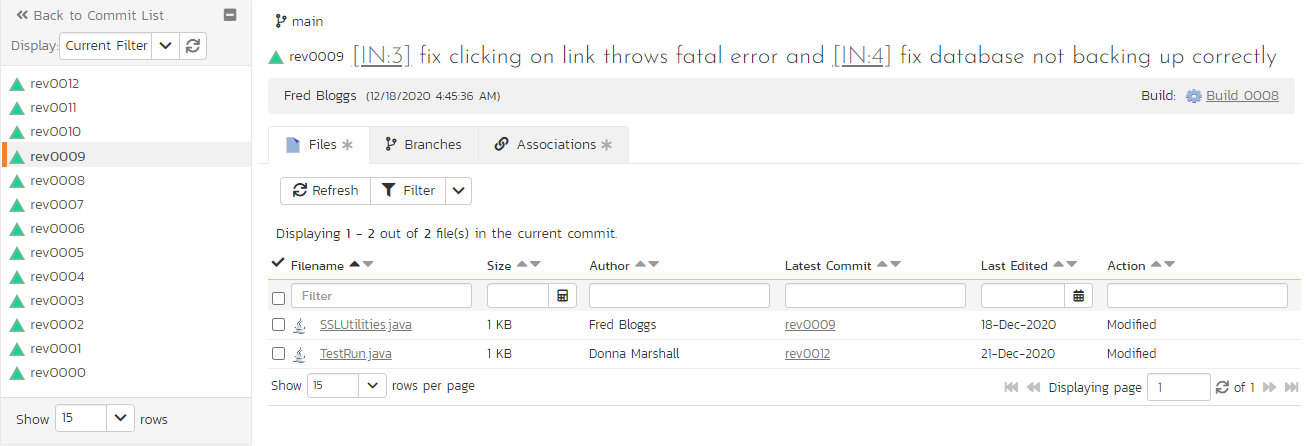 Back to Commit List
Display: Current Filter
rev0012
rev0011
rev0010
rev0009
rev0008
rev0007
rev0006
rev0005
rev0004
rev0003
rev0002
rev0001
rev0000
Show 15 rows
main
rev0009 [IN:3] fix clicking on link throws fatal error and [IN:4] fix database not backing up correctly
Fred Bloggs (12/18/2020 4:45:36 AM) Build: Build 0008
Files Branches Associations
Refresh Filter
Displaying 1 - 2 out of 2 file(s) in the current commit.
Filename Size Author Latest Commit Last Edited Action
Filter
SSLUtilities.java 1 KB Fred Bloggs rev0009 18-Dec-2020 Modified
TestRun.java 1 KB Donna Marshall rev0012 21-Dec-2020 Modified
Show 15 rows per page Displaying page 1 of 1